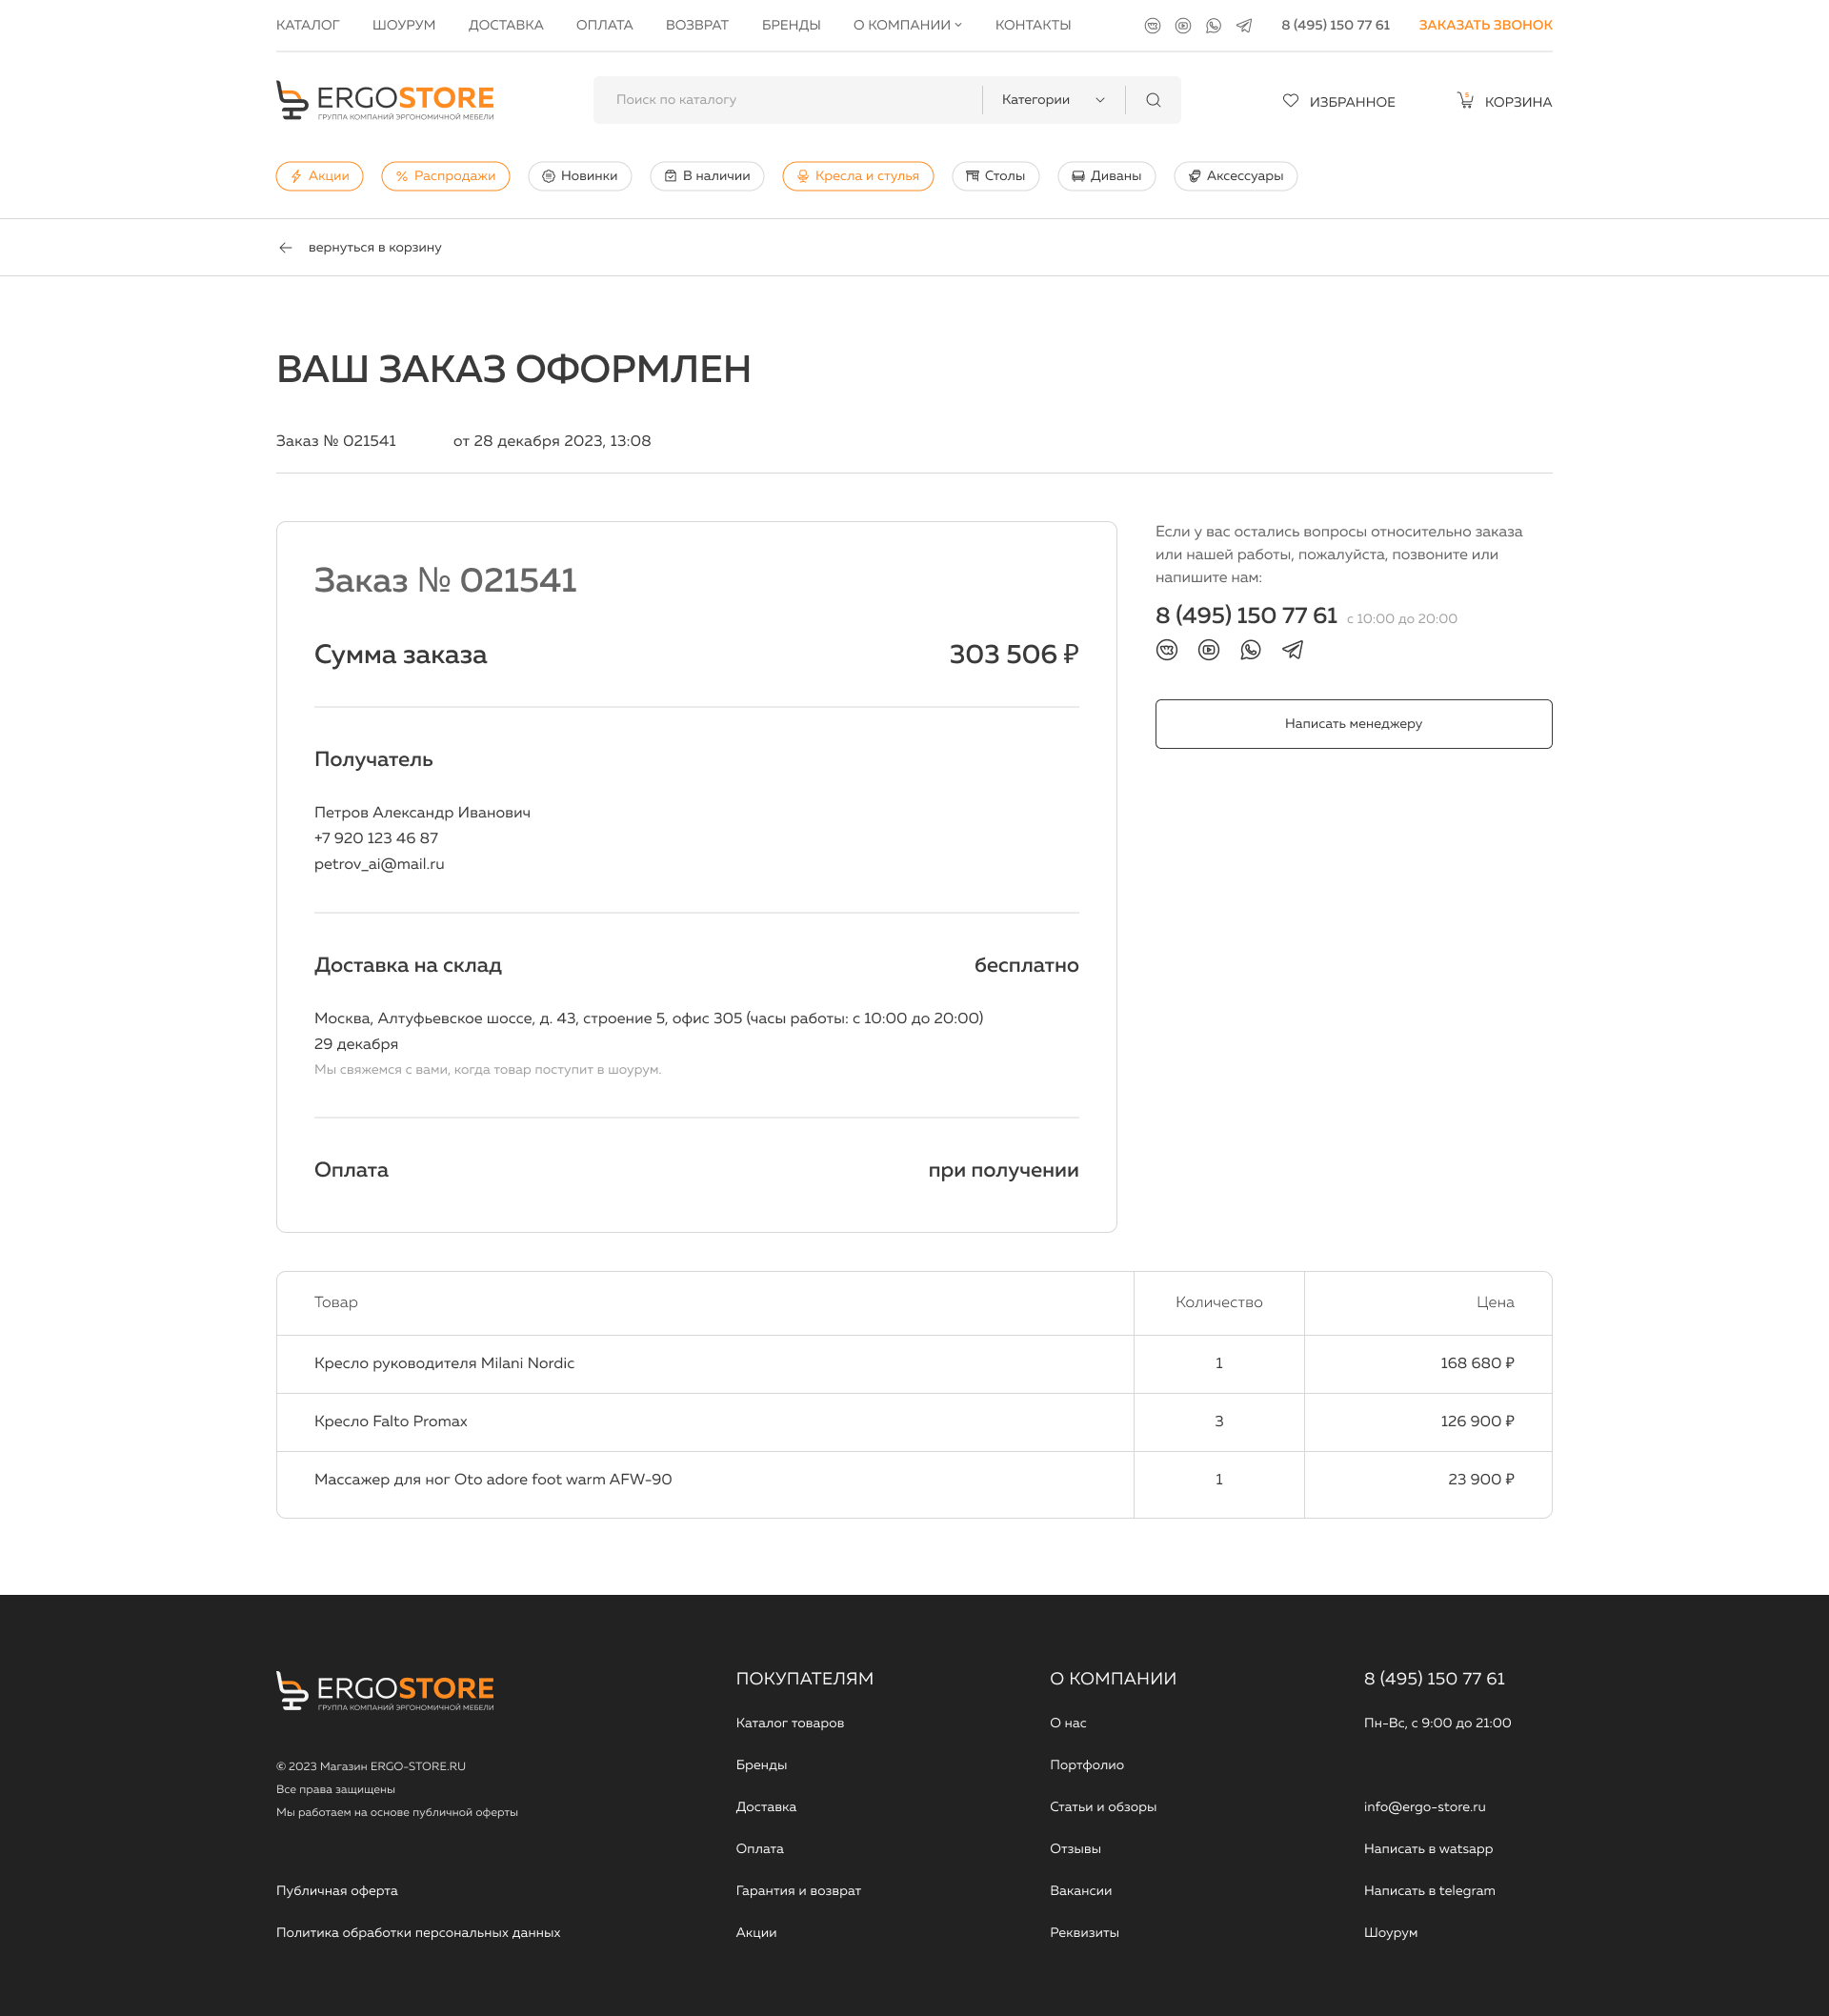 КАТАЛОГ ШОУРУМ ДОСТАВКА ОПЛАТА ВОЗВРАТ БРЕНДЫ О КОМПАНИИ КОНТАКТЫ 8 (495) 150 77 61 ЗАКАЗАТЬ ЗВОНОК
ERGOSTORE
ГРУППА КОМПАНИЙ ЭРГОНОМИЧНОЙ МЕБЕЛИ
Поиск по каталогу Категории
ИЗБРАННОЕ 5 КОРЗИНА
Акции Распродажи Новинки В наличии Кресла и стулья Столы Диваны Аксессуары
вернуться в корзину
ВАШ ЗАКАЗ ОФОРМЛЕН
Заказ № 021541 от 28 декабря 2023, 13:08
Заказ № 021541
Сумма заказа 303 506 ₽
Получатель
Петров Александр Иванович
+7 920 123 46 87
petrov_ai@mail.ru
Доставка на склад бесплатно
Москва, Алтуфьевское шоссе, д. 43, строение 5, офис 305 (часы работы: с 10:00 до 20:00)
29 декабря
Мы свяжемся с вами, когда товар поступит в шоурум.
Оплата при получении
Если у вас остались вопросы относительно заказа
или нашей работы, пожалуйста, позвоните или
напишите нам:
8 (495) 150 77 61 с 10:00 до 20:00
Написать менеджеру
Товар Количество Цена
Кресло руководителя Milani Nordic 1 168 680 ₽
Кресло Falto Promax 3 126 900 ₽
Массажер для ног Oto adore foot warm AFW-90 1 23 900 ₽
ERGOSTORE
ГРУППА КОМПАНИЙ ЭРГОНОМИЧНОЙ МЕБЕЛИ
© 2023 Магазин ERGO-STORE.RU
Все права защищены
Мы работаем на основе публичной оферты
Публичная оферта
Политика обработки персональных данных
ПОКУПАТЕЛЯМ
Каталог товаров
Бренды
Доставка
Оплата
Гарантия и возврат
Акции
О КОМПАНИИ
О нас
Портфолио
Статьи и обзоры
Отзывы
Вакансии
Реквизиты
8 (495) 150 77 61
Пн-Вс, с 9:00 до 21:00
info@ergo-store.ru
Написать в watsapp
Написать в telegram
Шоурум